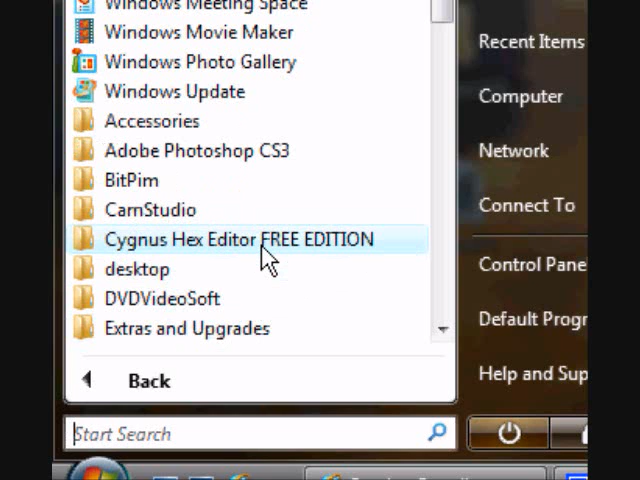 Windows Meeting Space
Windows Movie Maker
Windows Photo Gallery
Windows Update
Accessories
Adobe Photoshop CS3
BitPim
CamStudio
Cygnus Hex Editor FREE EDITION
desktop
DVDVideoSoft
Extras and Upgrades
Back
Start Search
Recent Items
Computer
Network
Connect To
Control Pane
Default Progr
Help and Sup